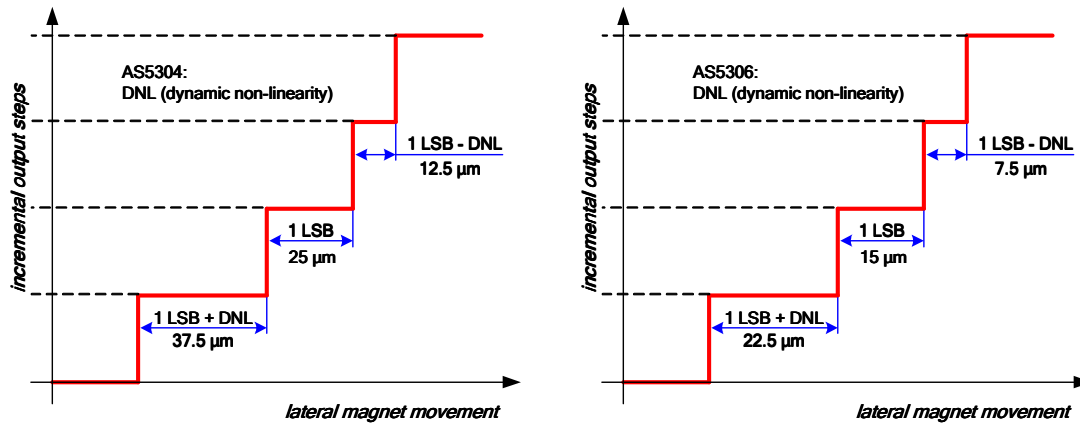 AS5304:
DNL (dynamic non-linearity)
1 LSB - DNL
12.5 µm
1 LSB
25 µm
1 LSB + DNL
37.5 µm
incremental output steps
lateral magnet movement
AS5306:
DNL (dynamic non-linearity)
1 LSB - DNL
7.5 µm
1 LSB
15 µm
1 LSB + DNL
22.5 µm
incremental output steps
lateral magnet movement